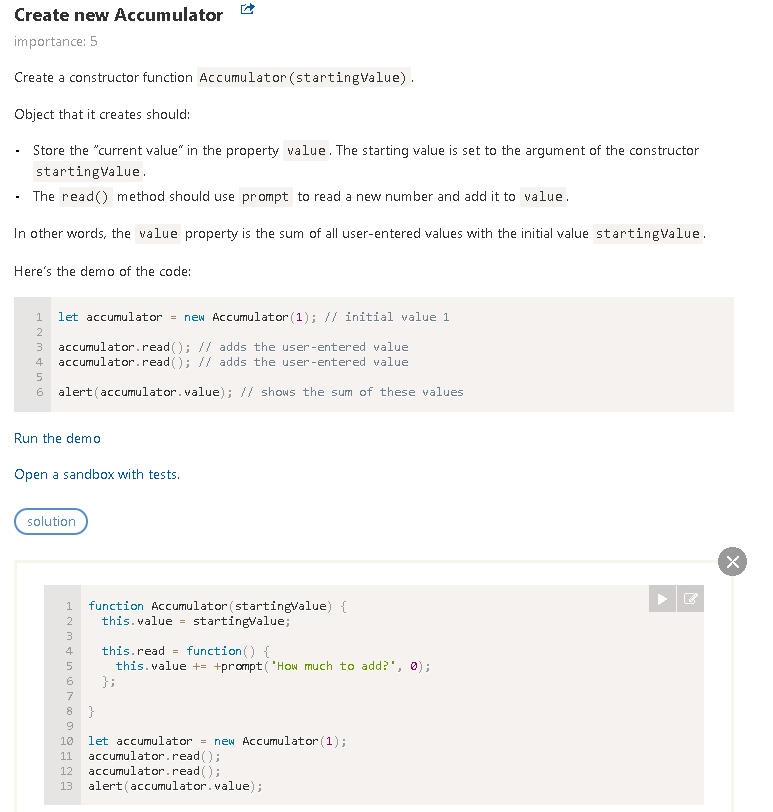 Create new Accumulator
importance: 5
Create a constructor function Accumulator(startingValue).
Object that it creates should:
• Store the “current value” in the property value. The starting value is set to the argument of the constructor
startingValue.
• The read() method should use prompt to read a new number and add it to value.
In other words, the value property is the sum of all user-entered values with the initial value startingValue.
Here’s the demo of the code:
1 let accumulator = new Accumulator(1); // initial value 1
2
3 accumulator.read(); // adds the user-entered value
4 accumulator.read(); // adds the user-entered value
5
6 alert(accumulator.value); // shows the sum of these values
Run the demo
Open a sandbox with tests.
solution
1 function Accumulator(startingValue) {
2   this.value = startingValue;
3
4   this.read = function() {
5     this.value += +prompt('How much to add?', 0);
6   };
7
8 }
9
10 let accumulator = new Accumulator(1);
11 accumulator.read();
12 accumulator.read();
13 alert(accumulator.value);